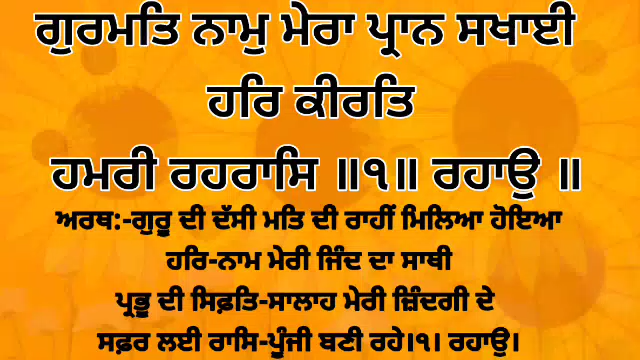 ਗੁਰਮਤਿ ਨਾਮੁ ਮੇਰਾ ਪ੍ਰਾਨ ਸਖਾਈ
ਹਰਿ ਕੀਰਤਿ
ਹਮਰੀ ਰਹਰਾਸਿ ॥੧॥ ਰਹਾਉ ॥
ਅਰਥ:-ਗੁਰੂ ਦੀ ਦੱਸੀ ਮਤਿ ਦੀ ਰਾਹੀਂ ਮਿਲਿਆ ਹੋਇਆ
ਹਰਿ-ਨਾਮ ਮੇਰੀ ਜਿੰਦ ਦਾ ਸਾਥੀ
ਪ੍ਰਭੂ ਦੀ ਸਿਫ਼ਤਿ-ਸਾਲਾਹ ਮੇਰੀ ਜ਼ਿੰਦਗੀ ਦੇ
ਸਫ਼ਰ ਲਈ ਰਾਸਿ-ਪੂੰਜੀ ਬਣੀ ਰਹੇ।੧। ਰਹਾਉ।